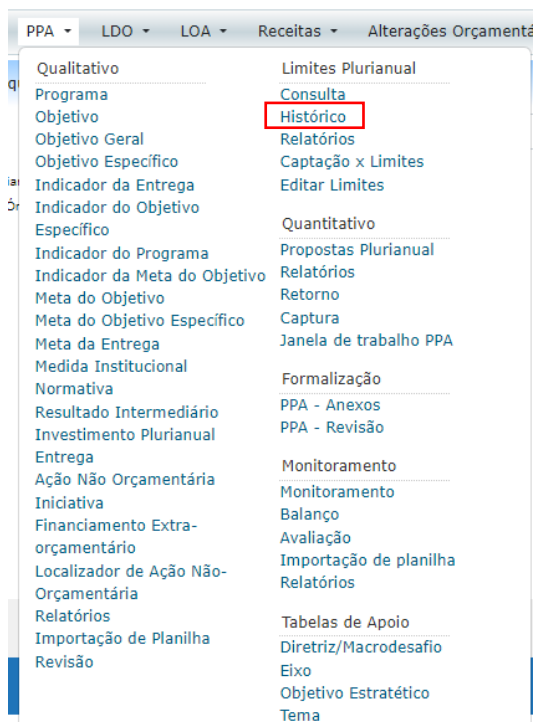 PPA LDO LOA Receitas Alterações Orçamentá
Qualitativo
Programa
Objetivo
Objetivo Geral
Objetivo Específico
Indicador da Entrega
Indicador do Objetivo
Específico
Indicador do Programa
Indicador da Meta do Objetivo
Meta do Objetivo
Meta do Objetivo Específico
Meta da Entrega
Medida Institucional
Normativa
Resultado Intermediário
Investimento Plurianual
Entrega
Ação Não Orçamentária
Iniciativa
Financiamento Extra-
orçamentário
Localizador de Ação Não-
Orçamentária
Relatórios
Importação de Planilha
Revisão
Limites Plurianual
Consulta
Histórico
Relatórios
Captação x Limites
Editar Limites
Quantitativo
Propostas Plurianual
Relatórios
Retorno
Captura
Janela de trabalho PPA
Formalização
PPA - Anexos
PPA - Revisão
Monitoramento
Monitoramento
Balanço
Avaliação
Importação de planilha
Relatórios
Tabelas de Apoio
Diretriz/Macrodesafio
Eixo
Objetivo Estratético
Tema